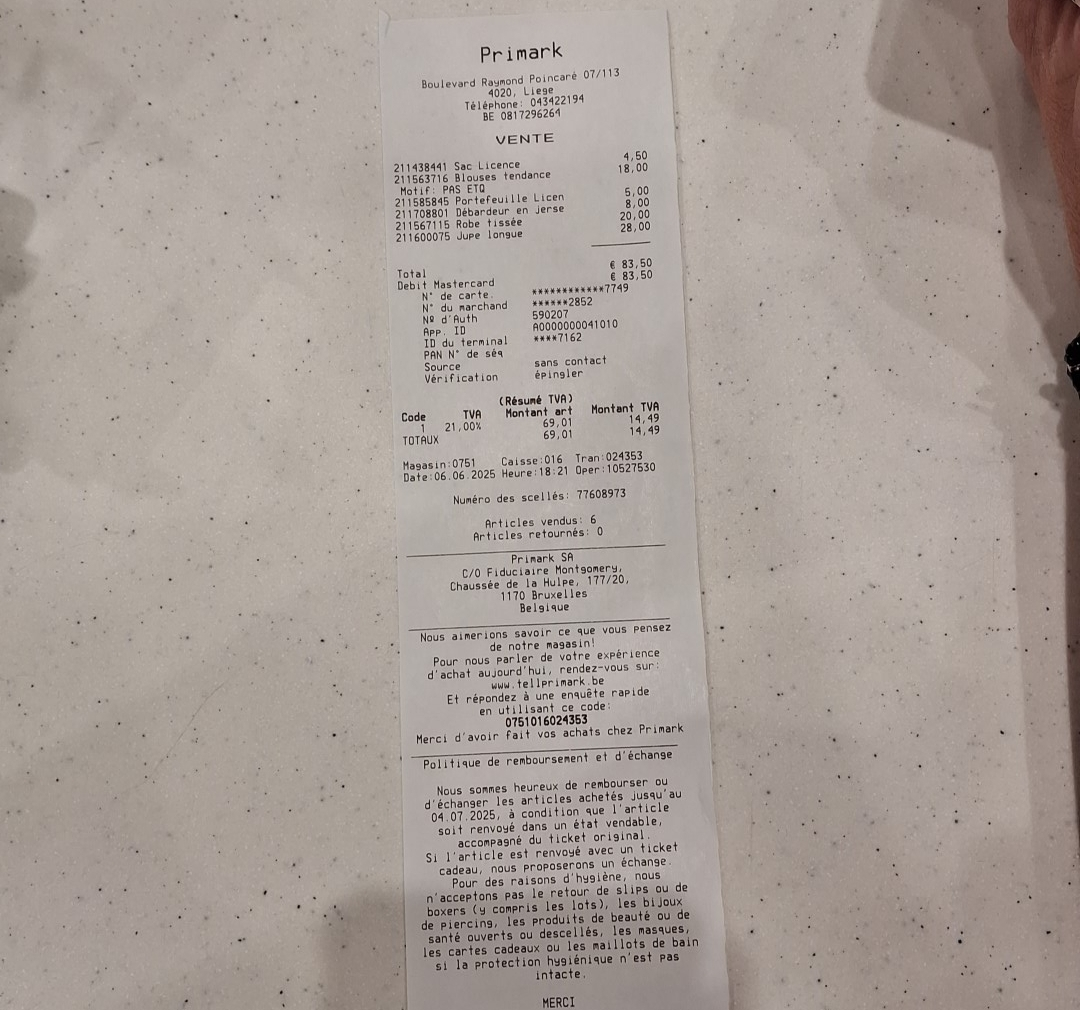 Primark
Boulevard Raymond Poincaré 07/113
4020, Liege
Téléphone: 043422194
BE 0817296264
VENTE
211438441 Sac Licence 4,50
211563716 Blouses tendance 18,00
Motif: PAS ETQ
211585845 Portefeuille Licen 5,00
211708801 Débardeur en jerse 8,00
211567115 Robe tissée 20,00
211600075 Jupe longue 28,00
Total € 83,50
Debit Mastercard € 83,50
N° de carte. ************7749
N° du marchand ******2852
Nº d'Auth 590207
App. ID A0000000041010
ID du terminal ****7162
PAN N° de séq
Source sans contact
Vérification épingler
(Résumé TVA)
Code TVA Montant art Montant TVA
1 21,00% 69,01 14,49
TOTAUX 69,01 14,49
Magasin:0751 Caisse:016 Tran:024353
Date:06.06.2025 Heure:18:21 Oper:10527530
Numéro des scellés: 77608973
Articles vendus: 6
Articles retournés: 0
Primark SA
C/O Fiduciaire Montgomery,
Chaussée de la Hulpe, 177/20,
1170 Bruxelles
Belgique
Nous aimerions savoir ce que vous pensez
de notre magasin!
Pour nous parler de votre expérience
d'achat aujourd'hui, rendez-vous sur:
www.tellprimark.be
Et répondez à une enquête rapide
en utilisant ce code:
0751016024353
Merci d'avoir fait vos achats chez Primark
Politique de remboursement et d'échange
Nous sommes heureux de rembourser ou
d'échanger les articles achetés jusqu'au
04.07.2025, à condition que l'article
soit renvoyé dans un état vendable,
accompagné du ticket original.
Si l'article est renvoyé avec un ticket
cadeau, nous proposerons un échange.
Pour des raisons d'hygiène, nous
n'acceptons pas le retour de slips ou de
boxers (y compris les lots), les bijoux
de piercing, les produits de beauté ou de
santé ouverts ou descellés, les masques,
les cartes cadeaux ou les maillots de bain
si la protection hygiénique n'est pas
intacte.
MERCI